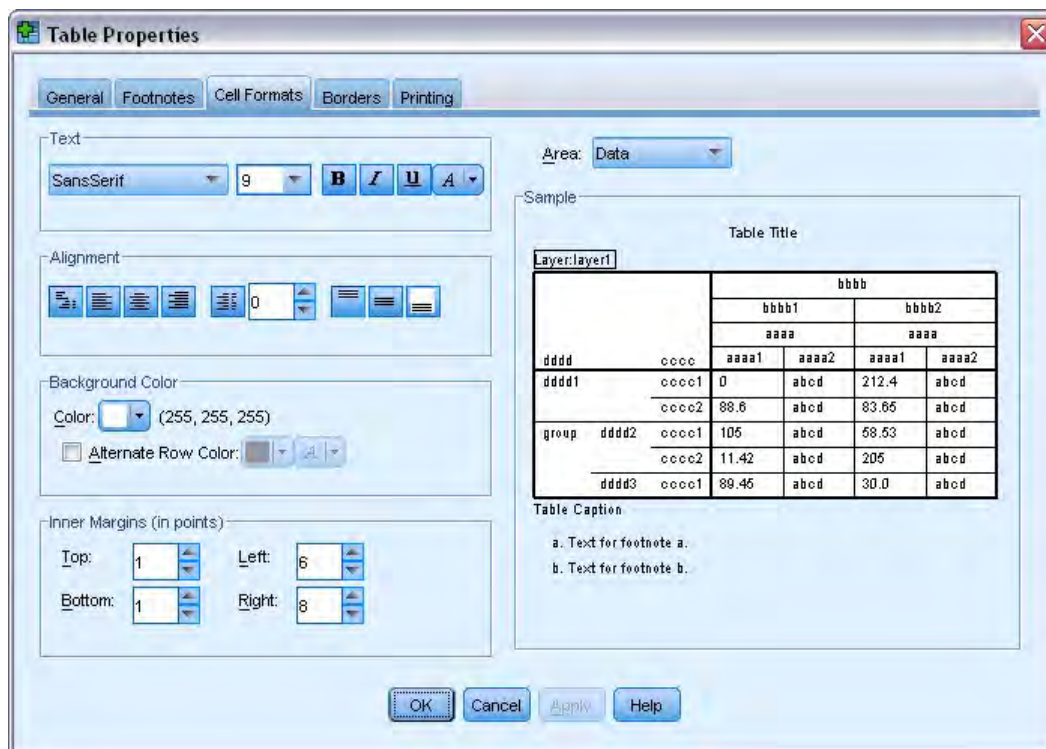 Table Properties
General Footnotes Cell Formats Borders Printing
Text
SansSerif 9 B I U A
Alignment
0
Background Color
Color: (255, 255, 255)
Alternate Row Color: A
Inner Margins (in points)
Top: 1 Left: 6
Bottom: 1 Right: 8
Area: Data
Sample
Table Title
Layer:layer1
bbbb
bbbb1 bbbb2
aaaa aaaa
dddd cccc aaaa1 aaaa2 aaaa1 aaaa2
dddd1 cccc1 0 abcd 212.4 abcd
cccc2 88.6 abcd 83.65 abcd
group dddd2 cccc1 105 abcd 58.53 abcd
cccc2 11.42 abcd 205 abcd
dddd3 cccc1 89.45 abcd 30.0 abcd
Table Caption
a. Text for footnote a.
b. Text for footnote b.
OK Cancel Apply Help